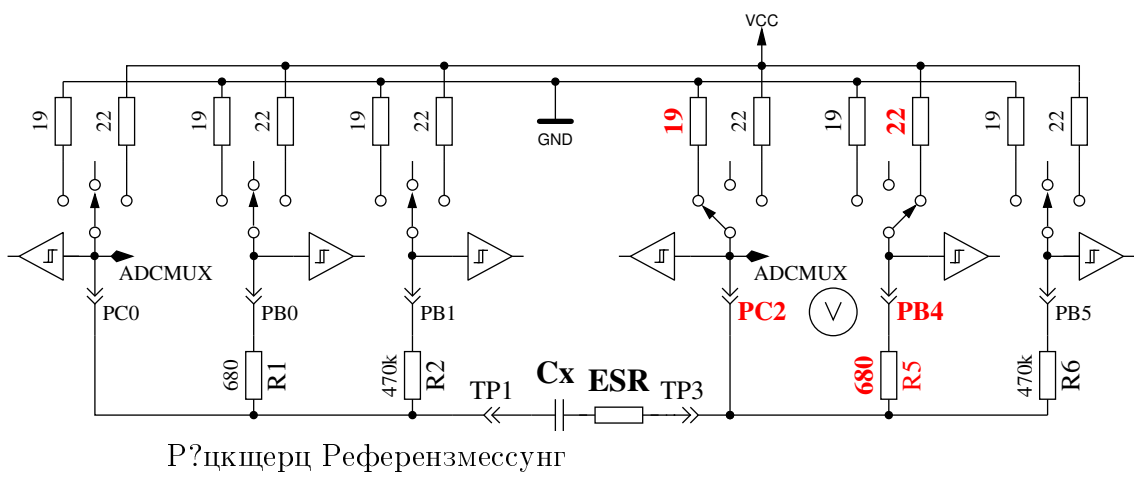 VCC
19
22
19
22
19
22
GND
19
22
19
22
19
22
ADCMUX
ADCMUX
PC0
PB0
PB1
PC2
V
PB4
PB5
680
R1
470k
R2
680
R5
470k
R6
TP1
Cx
ESR
TP3
Р?цкщерц Референзмессунг